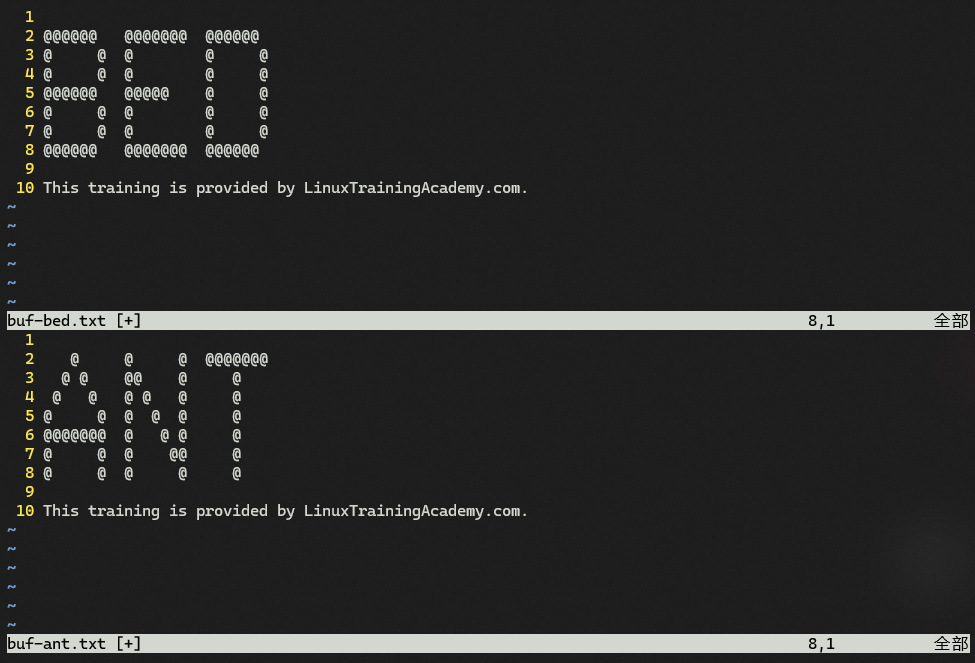 1
2 @@@@@@   @@@@@@@  @@@@@@
3 @     @  @        @     @
4 @     @  @        @     @
5 @@@@@@   @@@@@    @     @
6 @     @  @        @     @
7 @     @  @        @     @
8 @@@@@@   @@@@@@@  @@@@@@
9
10 This training is provided by LinuxTrainingAcademy.com.
~
~
~
~
~
~
buf-bed.txt [+] 8,1 全部
1
2    @     @     @  @@@@@@@
3   @ @    @@    @     @
4  @   @   @ @   @     @
5 @     @  @  @  @     @
6 @@@@@@@  @   @ @     @
7 @     @  @    @@     @
8 @     @  @     @     @
9
10 This training is provided by LinuxTrainingAcademy.com.
~
~
~
~
~
~
buf-ant.txt [+] 8,1 全部